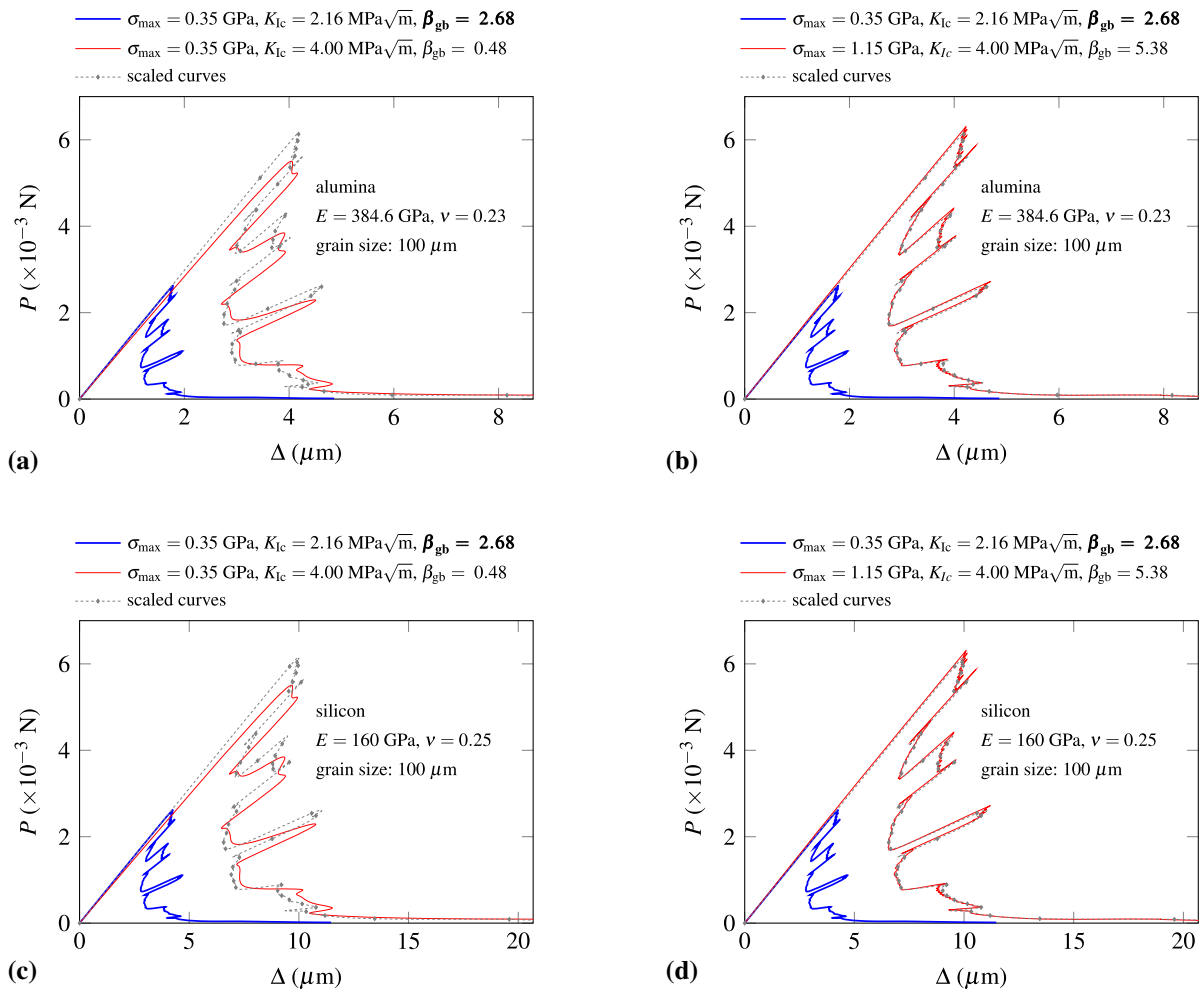 σmax = 0.35 GPa, KIc = 2.16 MPa√m, βgb = 2.68
σmax = 0.35 GPa, KIc = 4.00 MPa√m, βgb = 0.48
scaled curves
6
4
2
0
P (×10−3 N)
alumina
E = 384.6 GPa, ν = 0.23
grain size: 100 μm
0 2 4 6 8
Δ (μm)
(a)
σmax = 0.35 GPa, KIc = 2.16 MPa√m, βgb = 2.68
σmax = 1.15 GPa, KIc = 4.00 MPa√m, βgb = 5.38
scaled curves
6
4
2
0
P (×10−3 N)
alumina
E = 384.6 GPa, ν = 0.23
grain size: 100 μm
0 2 4 6 8
Δ (μm)
(b)
σmax = 0.35 GPa, KIc = 2.16 MPa√m, βgb = 2.68
σmax = 0.35 GPa, KIc = 4.00 MPa√m, βgb = 0.48
scaled curves
6
4
2
0
P (×10−3 N)
silicon
E = 160 GPa, ν = 0.25
grain size: 100 μm
0 5 10 15 20
Δ (μm)
(c)
σmax = 0.35 GPa, KIc = 2.16 MPa√m, βgb = 2.68
σmax = 1.15 GPa, KIc = 4.00 MPa√m, βgb = 5.38
scaled curves
6
4
2
0
P (×10−3 N)
silicon
E = 160 GPa, ν = 0.25
grain size: 100 μm
0 5 10 15 20
Δ (μm)
(d)